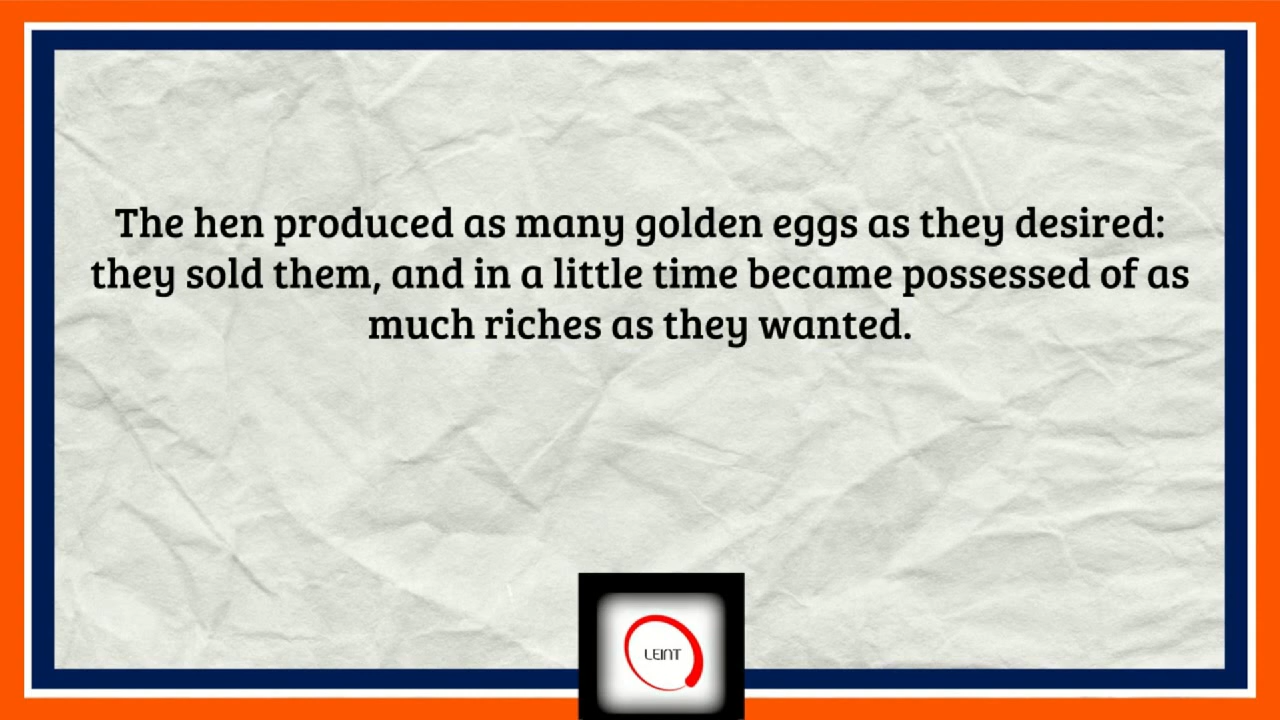 The hen produced as many golden eggs as they desired:
they sold them, and in a little time became possessed of as
much riches as they wanted.
LEINT